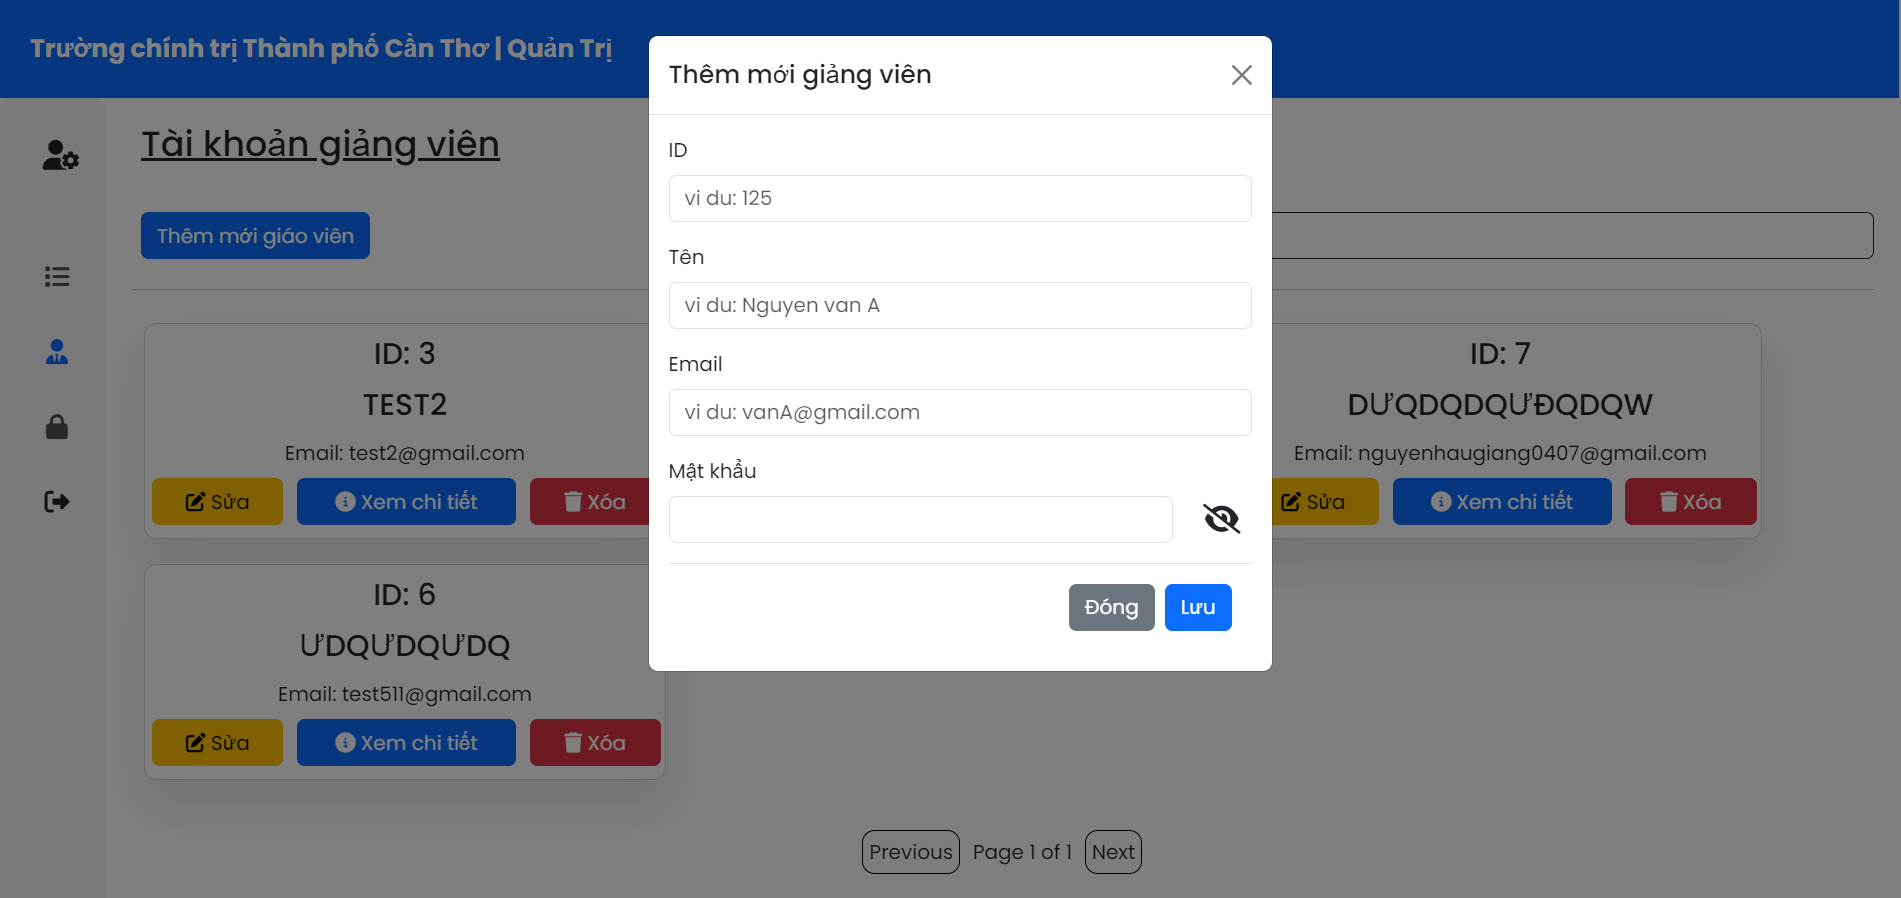 Trường chính trị Thành phố Cần Thơ | Quản Trị
Tài khoản giảng viên
Thêm mới giáo viên
ID: 3
TEST2
Email: test2@gmail.com
Sửa
Xem chi tiết
Xóa
ID: 7
DƯQDQDQƯĐQDQW
Email: nguyenhaugiang0407@gmail.com
Sửa
Xem chi tiết
Xóa
ID: 6
ƯDQƯDQƯDQ
Email: test511@gmail.com
Sửa
Xem chi tiết
Xóa
Previous Page 1 of 1 Next
Thêm mới giảng viên
ID
vi du: 125
Tên
vi du: Nguyen van A
Email
vi du: vanA@gmail.com
Mật khẩu
Đóng
Lưu